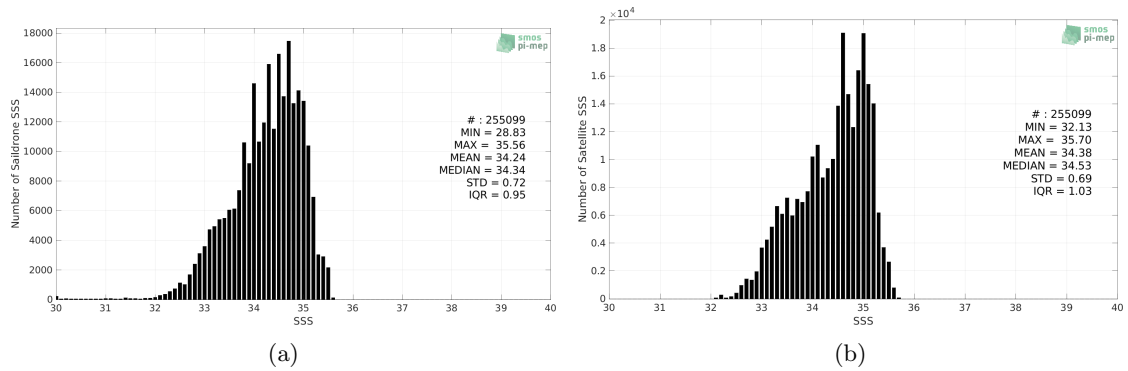 18000
16000
14000
12000
10000
8000
6000
4000
2000
0
Number of Saildrone SSS
30 31 32 33 34 35 36 37 38 39 40
SSS
smos
pi-mep
# : 255099
MIN = 28.83
MAX = 35.56
MEAN = 34.24
MEDIAN = 34.34
STD = 0.72
IQR = 0.95
(a)
×10⁴
2
1.8
1.6
1.4
1.2
1
0.8
0.6
0.4
0.2
0
Number of Satellite SSS
30 31 32 33 34 35 36 37 38 39 40
SSS
smos
pi-mep
# : 255099
MIN = 32.13
MAX = 35.70
MEAN = 34.38
MEDIAN = 34.53
STD = 0.69
IQR = 1.03
(b)